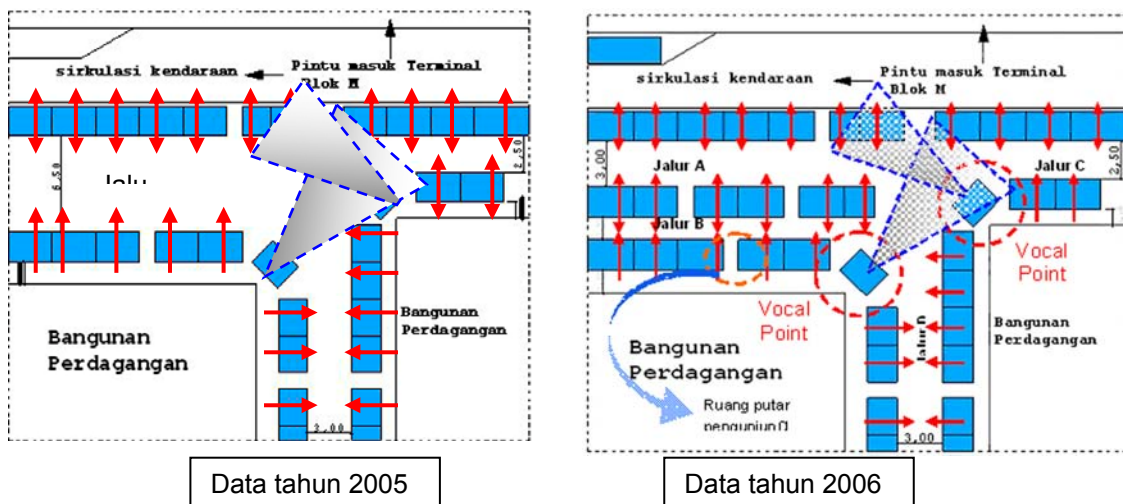 sirkulasi kendaraan
Pintu masuk Terminal
Blok M
6.50
2.50
Bangunan
Perdagangan
Bangunan
Perdagangan
2.00
Data tahun 2005
sirkulasi kendaraan
Pintu masuk Terminal
Blok M
Jalur A
Jalur C
3.00
2.50
Jalur B
Vocal
Point
Vocal
Point
Jalur D
Bangunan
Perdagangan
Bangunan
Perdagangan
Ruang putar
3.00
Data tahun 2006